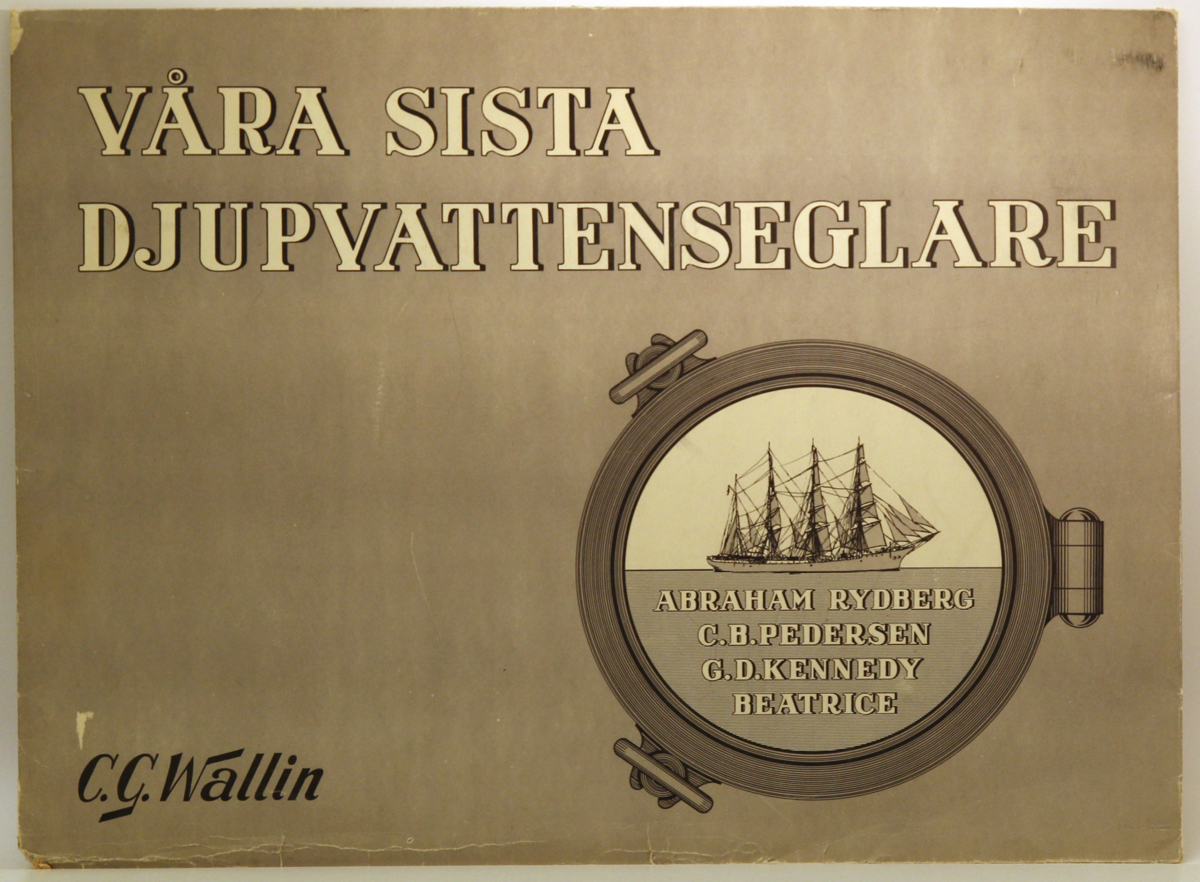 VÅRA SISTA
DJUPVATTENSEGLARE
ABRAHAM RYDBERG
C.B. PEDERSEN
G.D. KENNEDY
BEATRICE
C.G. Wallin